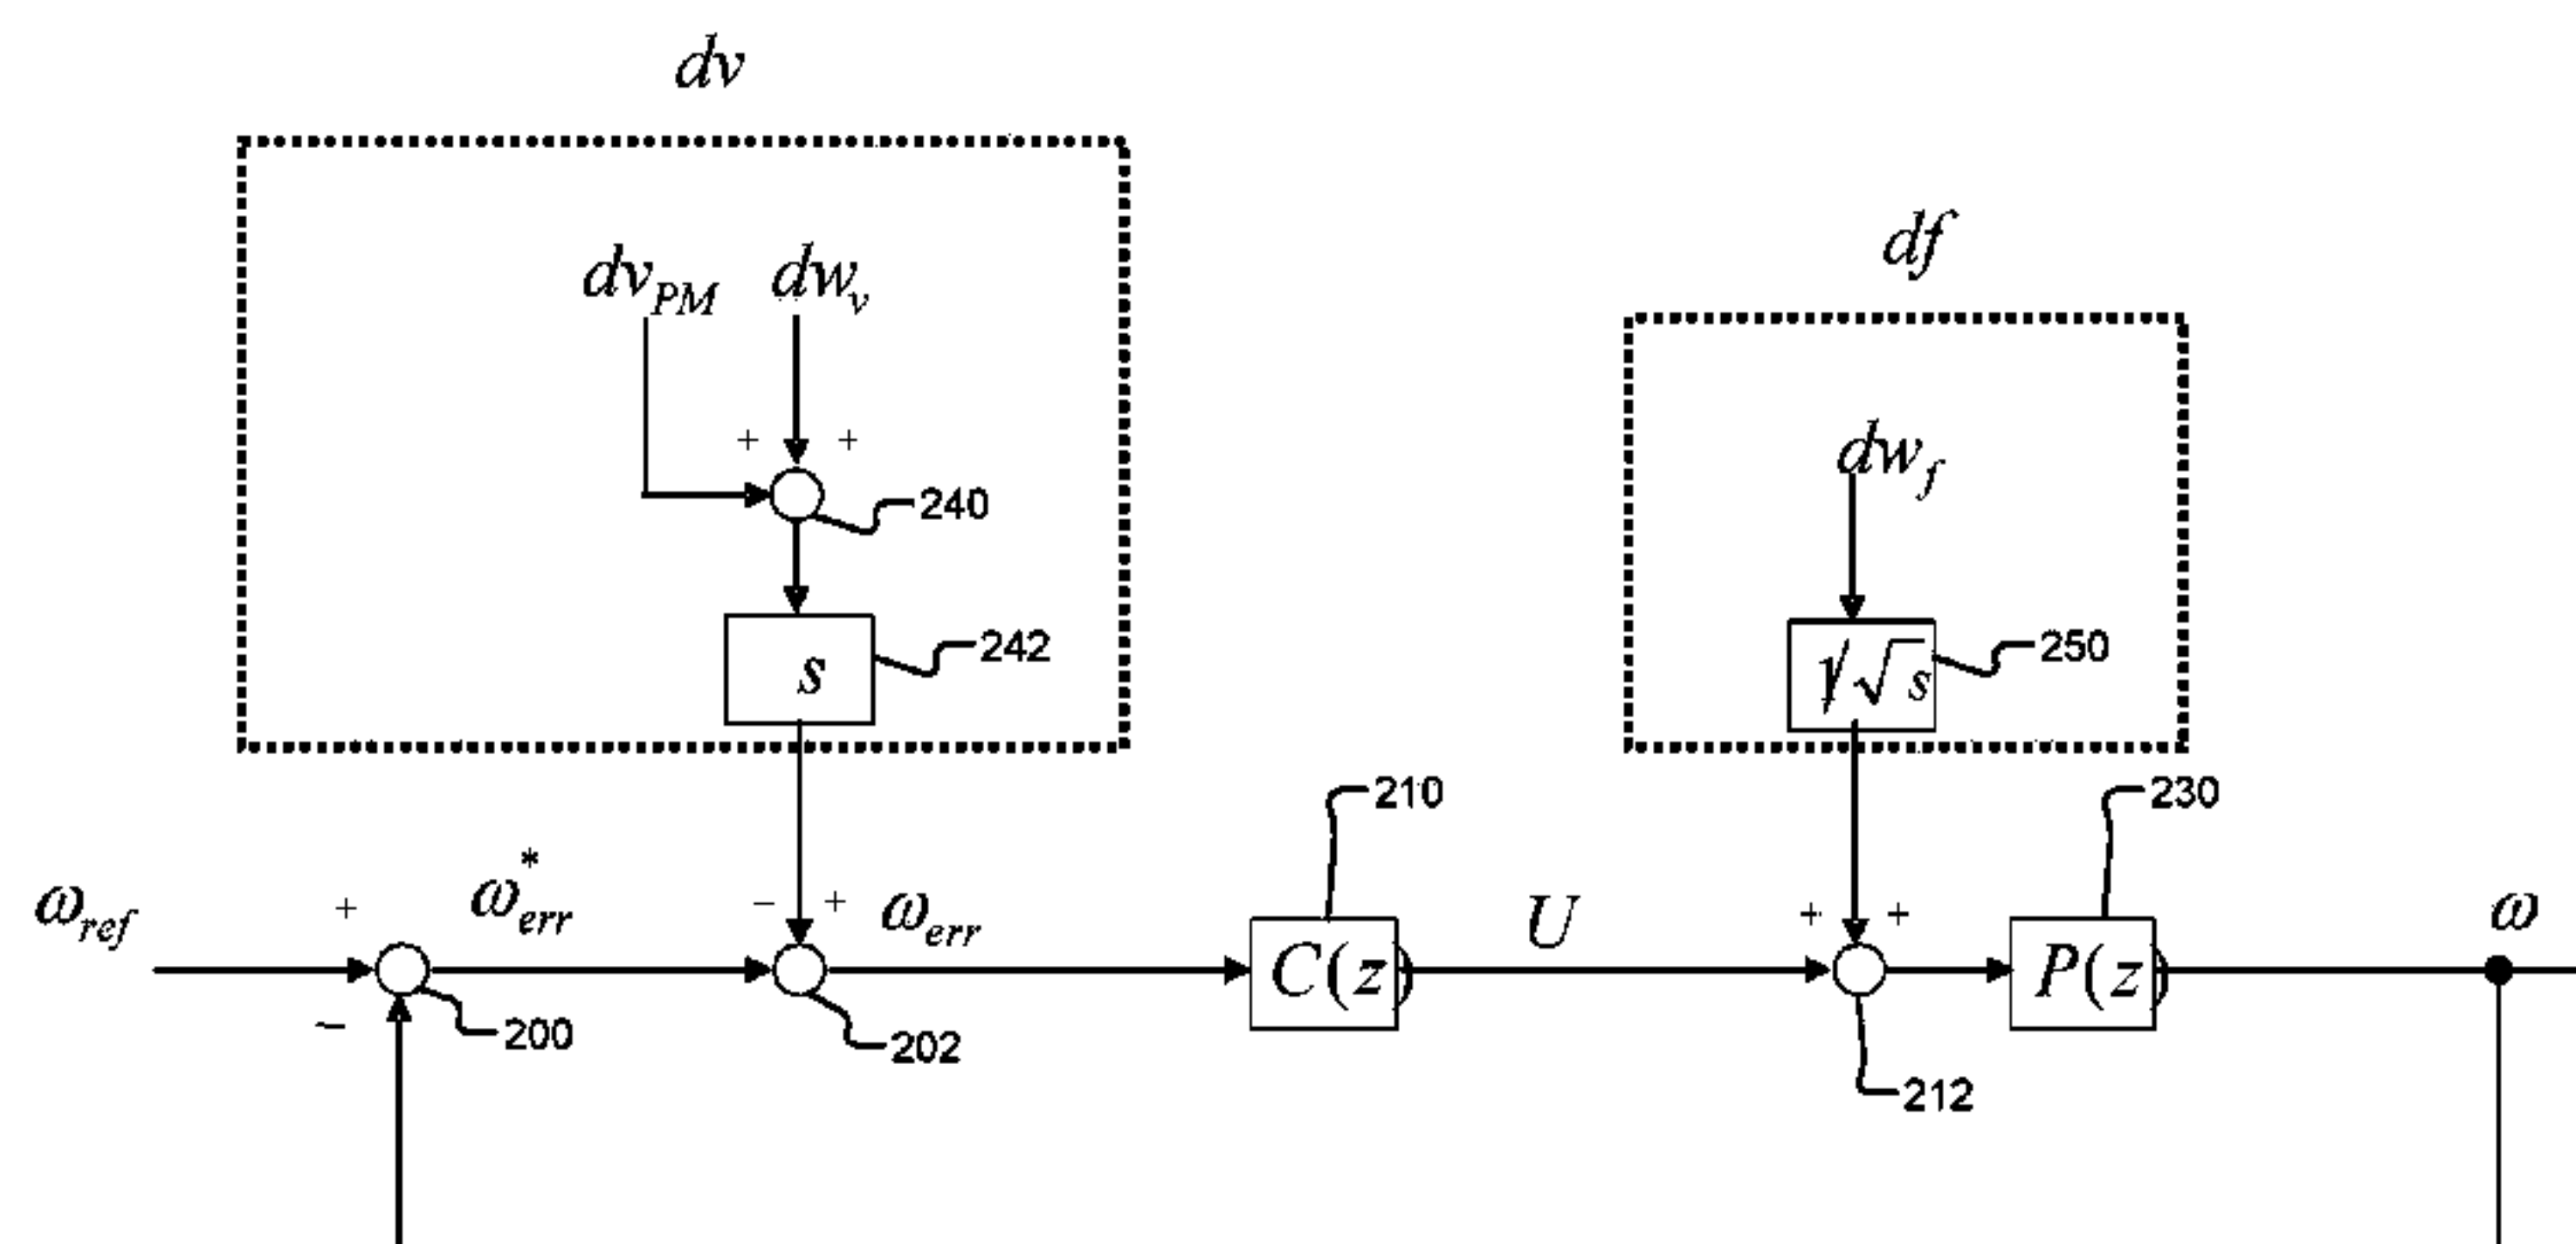 dv
df
dv_PM dw_v
dw_f
+ +
240
s 242
1/√s 250
210
230
ω_ref + ω*_err − + ω_err C(z) U + + P(z) ω
− 200
202
212